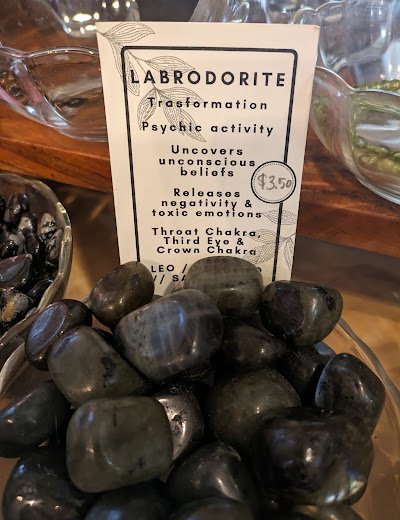 LABRODORITE
Trasformation
Psychic activity
Uncovers
unconscious
beliefs
$3.50
Releases
negativity &
toxic emotions
Throat Chakra,
Third Eye &
Crown Chakra
LEO /
//